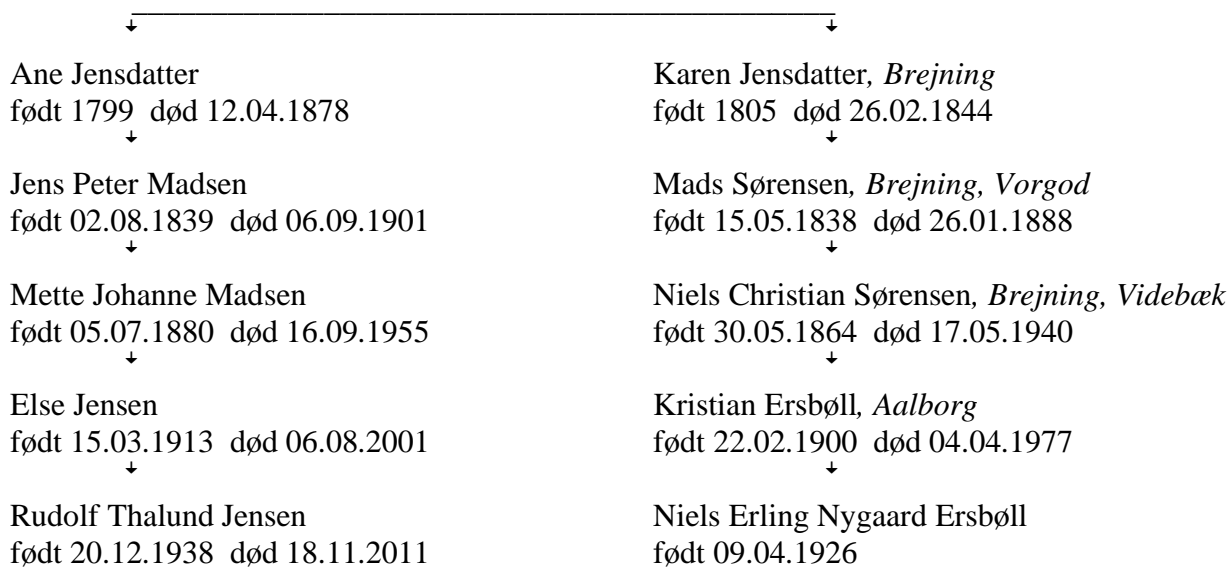 Ane Jensdatter
født 1799 død 12.04.1878
Jens Peter Madsen
født 02.08.1839 død 06.09.1901
Mette Johanne Madsen
født 05.07.1880 død 16.09.1955
Else Jensen
født 15.03.1913 død 06.08.2001
Rudolf Thalund Jensen
født 20.12.1938 død 18.11.2011
Karen Jensdatter, Brejning
født 1805 død 26.02.1844
Mads Sørensen, Brejning, Vorgod
født 15.05.1838 død 26.01.1888
Niels Christian Sørensen, Brejning, Videbæk
født 30.05.1864 død 17.05.1940
Kristian Ersbøll, Aalborg
født 22.02.1900 død 04.04.1977
Niels Erling Nygaard Ersbøll
født 09.04.1926